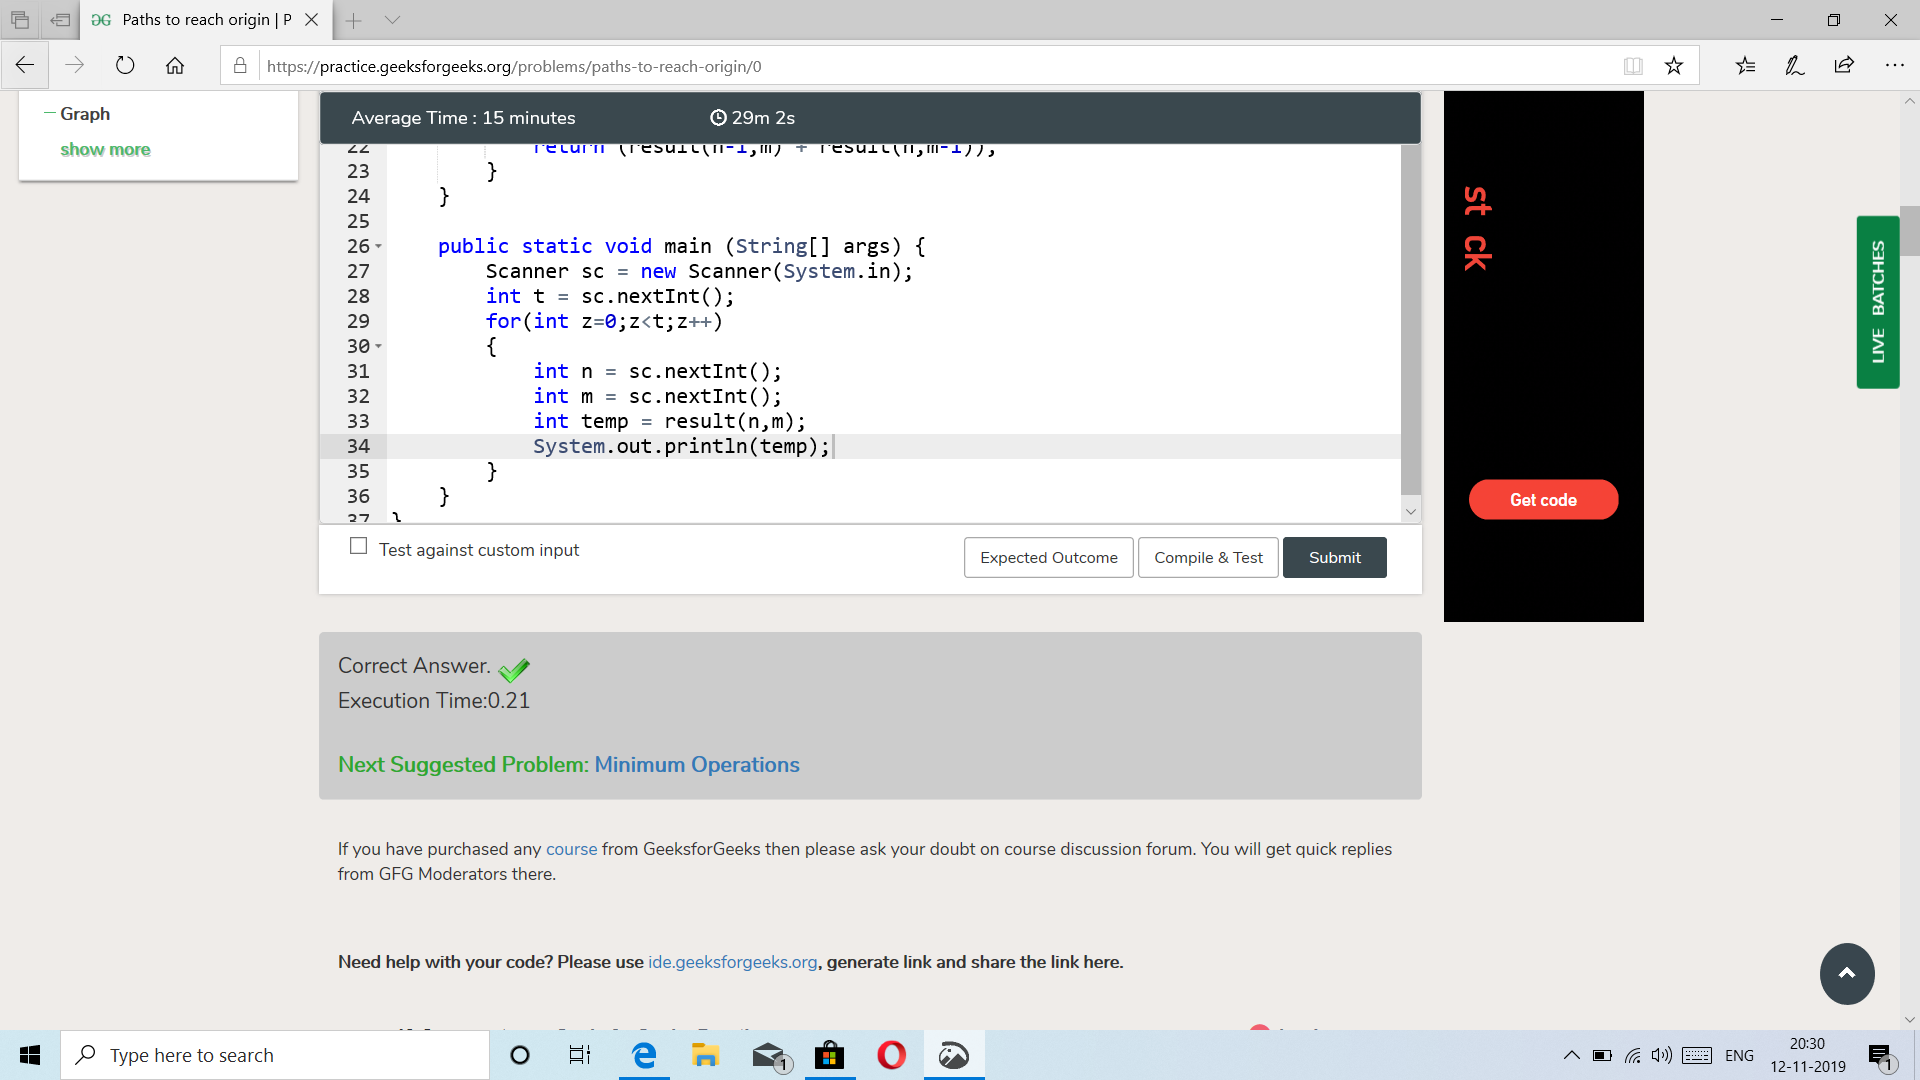 Paths to reach origin | P
https://practice.geeksforgeeks.org/problems/paths-to-reach-origin/0
Graph
show more
Average Time : 15 minutes
29m 2s
22 return (result(n-1,m) + result(n,m-1));
23 }
24 }
25
26 public static void main (String[] args) {
27 Scanner sc = new Scanner(System.in);
28 int t = sc.nextInt();
29 for(int z=0;z<t;z++)
30 {
31 int n = sc.nextInt();
32 int m = sc.nextInt();
33 int temp = result(n,m);
34 System.out.println(temp);
35 }
36 }
37 }
Test against custom input
Expected Outcome
Compile & Test
Submit
st ck
Get code
LIVE BATCHES
Correct Answer.
Execution Time:0.21
Next Suggested Problem: Minimum Operations
If you have purchased any course from GeeksforGeeks then please ask your doubt on course discussion forum. You will get quick replies
from GFG Moderators there.
Need help with your code? Please use ide.geeksforgeeks.org, generate link and share the link here.
Type here to search
1
ENG
20:30
12-11-2019
1